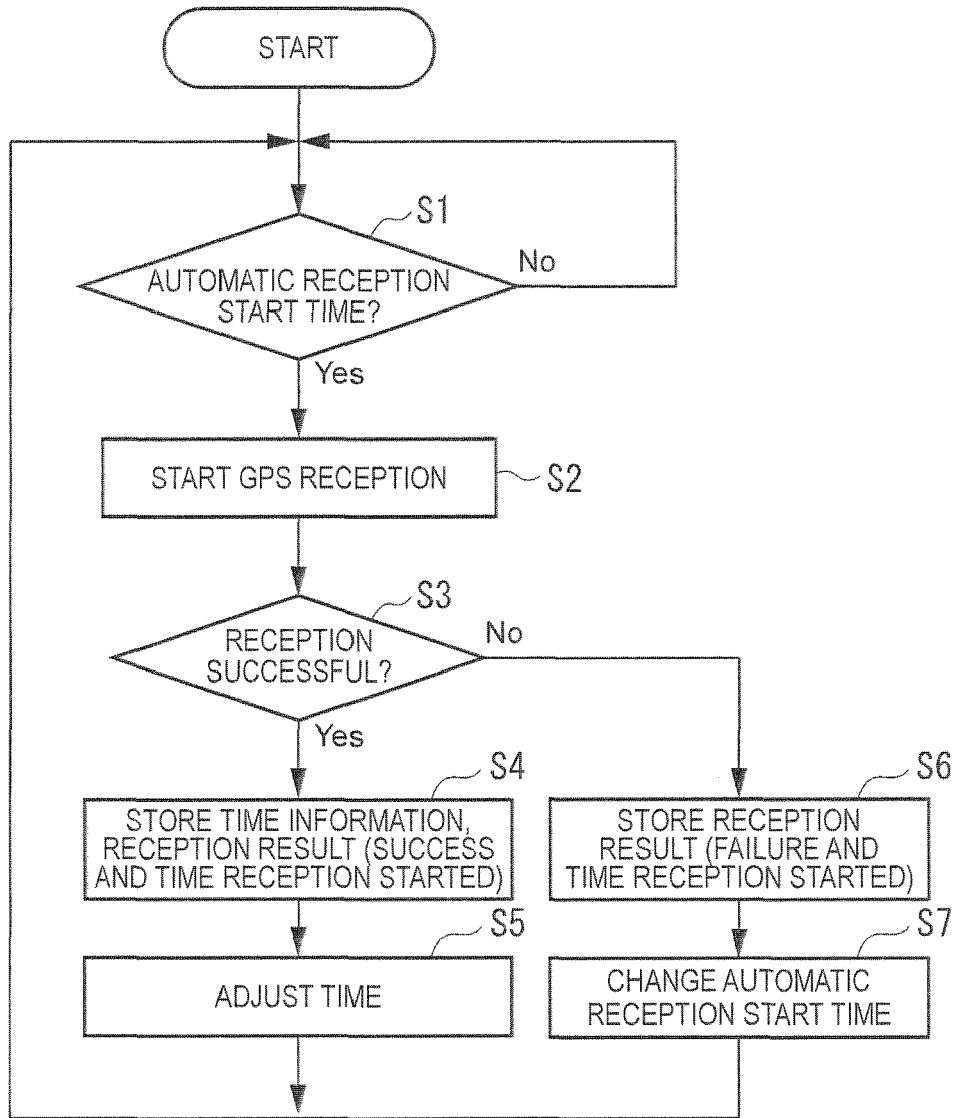 START
S1
AUTOMATIC RECEPTION
START TIME?
No
Yes
START GPS RECEPTION
S2
S3
RECEPTION
SUCCESSFUL?
No
Yes
S4
STORE TIME INFORMATION,
RECEPTION RESULT (SUCCESS
AND TIME RECEPTION STARTED)
S6
STORE RECEPTION
RESULT (FAILURE AND
TIME RECEPTION STARTED)
S5
ADJUST TIME
S7
CHANGE AUTOMATIC
RECEPTION START TIME